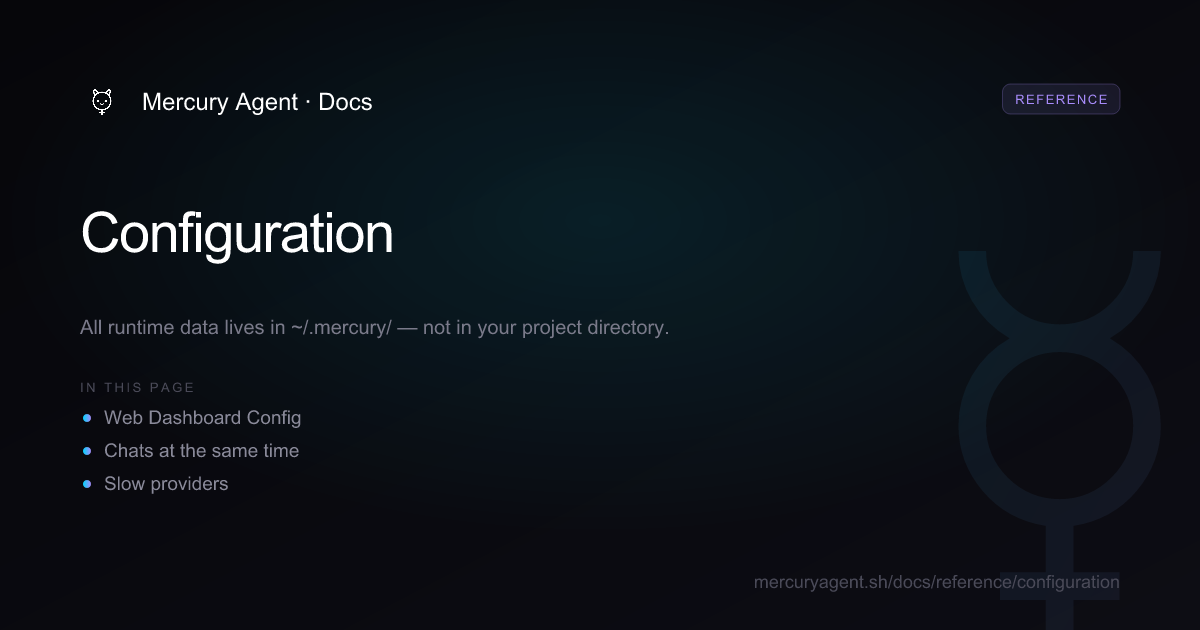 Mercury Agent · Docs
REFERENCE
Configuration
All runtime data lives in ~/.mercury/ — not in your project directory.
IN THIS PAGE
Web Dashboard Config
Chats at the same time
Slow providers
mercuryagent.sh/docs/reference/configuration